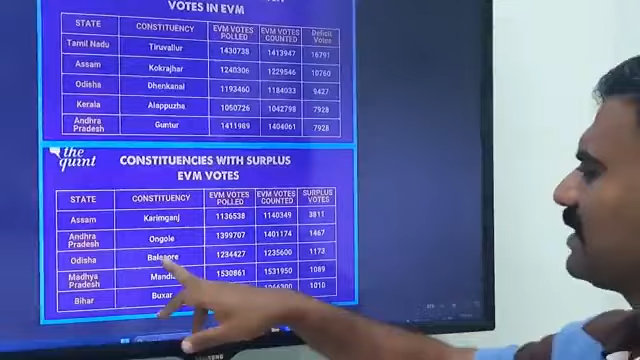 VOTES IN EVM
STATE CONSTITUENCY EVM VOTES POLLED EVM VOTES COUNTED Deficit Votes
Tamil Nadu Tiruvallur 1430738 1413947 16791
Assam Kokrajhar 1240306 1229546 10760
Odisha Dhenkanal 1193460 1184033 9427
Kerala Alappuzha 1050726 1042798 7928
Andhra Pradesh Guntur 1411989 1404061 7928
the quint
CONSTITUENCIES WITH SURPLUS
EVM VOTES
STATE CONSTITUENCY EVM VOTES POLLED EVM VOTES COUNTED SURPLUS VOTES
Assam Karimganj 1136538 1140349 3811
Andhra Pradesh Ongole 1399707 1401174 1467
Odisha Balasore 1234427 1235600 1173
Madhya Pradesh Mandla 1530861 1531950 1089
Bihar Buxar 1010
SAMSUNG